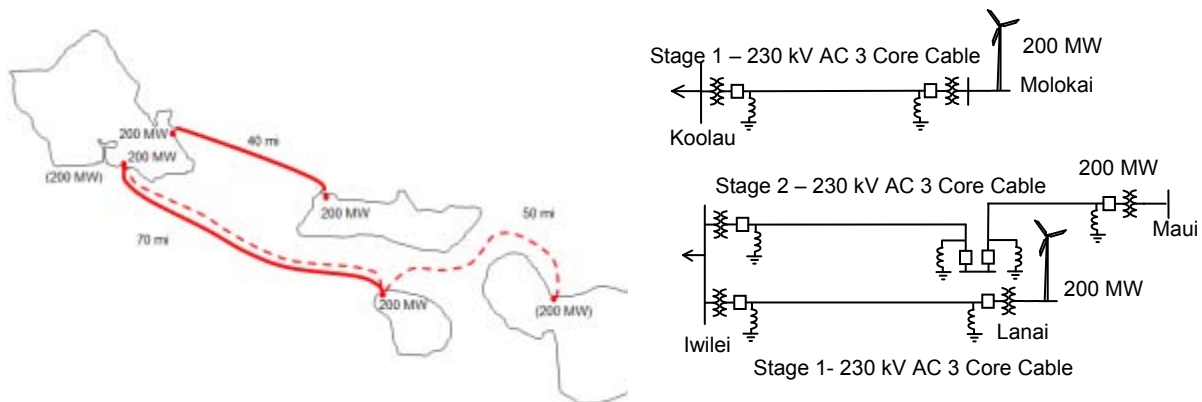 200 MW
200 MW
(200 MW)
40 mi
200 MW
70 mi
50 mi
200 MW
(200 MW)
Stage 1 – 230 kV AC 3 Core Cable
200 MW
Molokai
Koolau
200 MW
Stage 2 – 230 kV AC 3 Core Cable
Maui
200 MW
Iwilei
Lanai
Stage 1- 230 kV AC 3 Core Cable